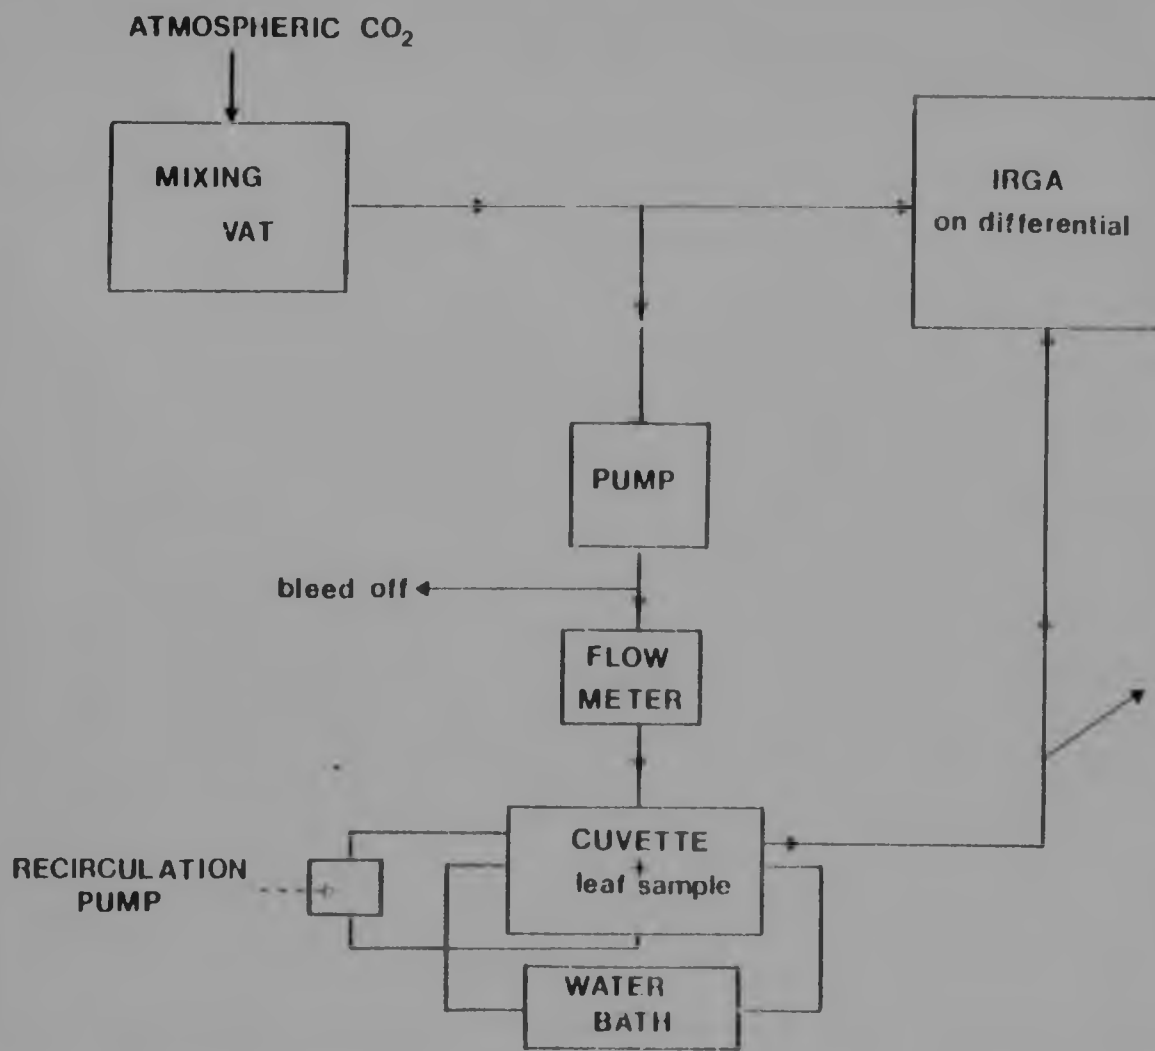 ATMOSPHERIC CO₂
MIXING
VAT
IRGA
on differential
PUMP
bleed off
FLOW
METER
CUVETTE
+
leaf sample
RECIRCULATION
PUMP
WATER
BATH